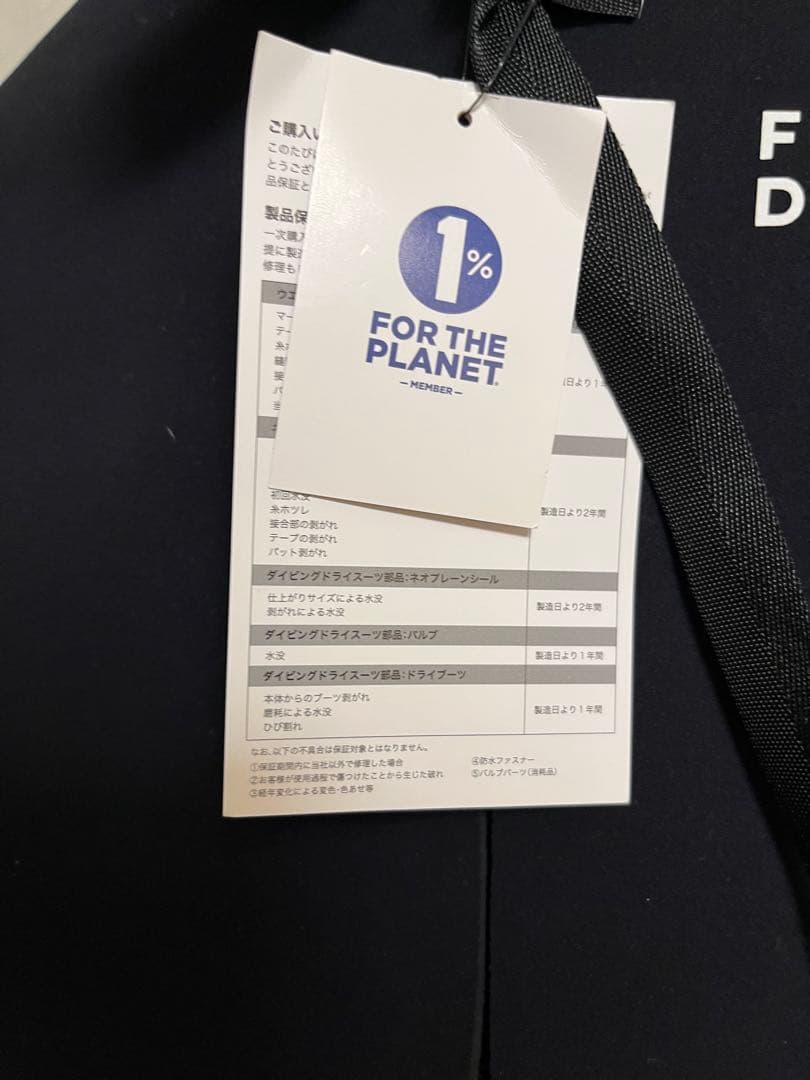 ご購入
このたび
とうござ
品保証と
製品保
一次購入
提に製造
修理も
ウエ
マー
テー
糸ホ
縫
接
パ
当
1%
FOR THE
PLANET
MEMBER
日より1年
初回水没
糸ホツレ
接合部の剥がれ
テープの剥がれ
パット剥がれ
製造日より2年間
ダイビングドライスーツ部品：ネオプレーンシール
仕上がりサイズによる水没
剥がれによる水没
製造日より2年間
ダイビングドライスーツ部品：バルブ
水没
製造日より1年間
ダイビングドライスーツ部品：ドライブーツ
本体からのブーツ剥がれ
磨耗による水没
ひび割れ
製造日より1年間
なお、以下の不具合は保証対象とはなりません。
①保証期間内に当社以外で修理した場合
②お客様が使用過程で傷つけたことから生じた破れ
③経年変化による変色・色あせ等
④防水ファスナー
⑤バルブパーツ（消耗品）
F
D